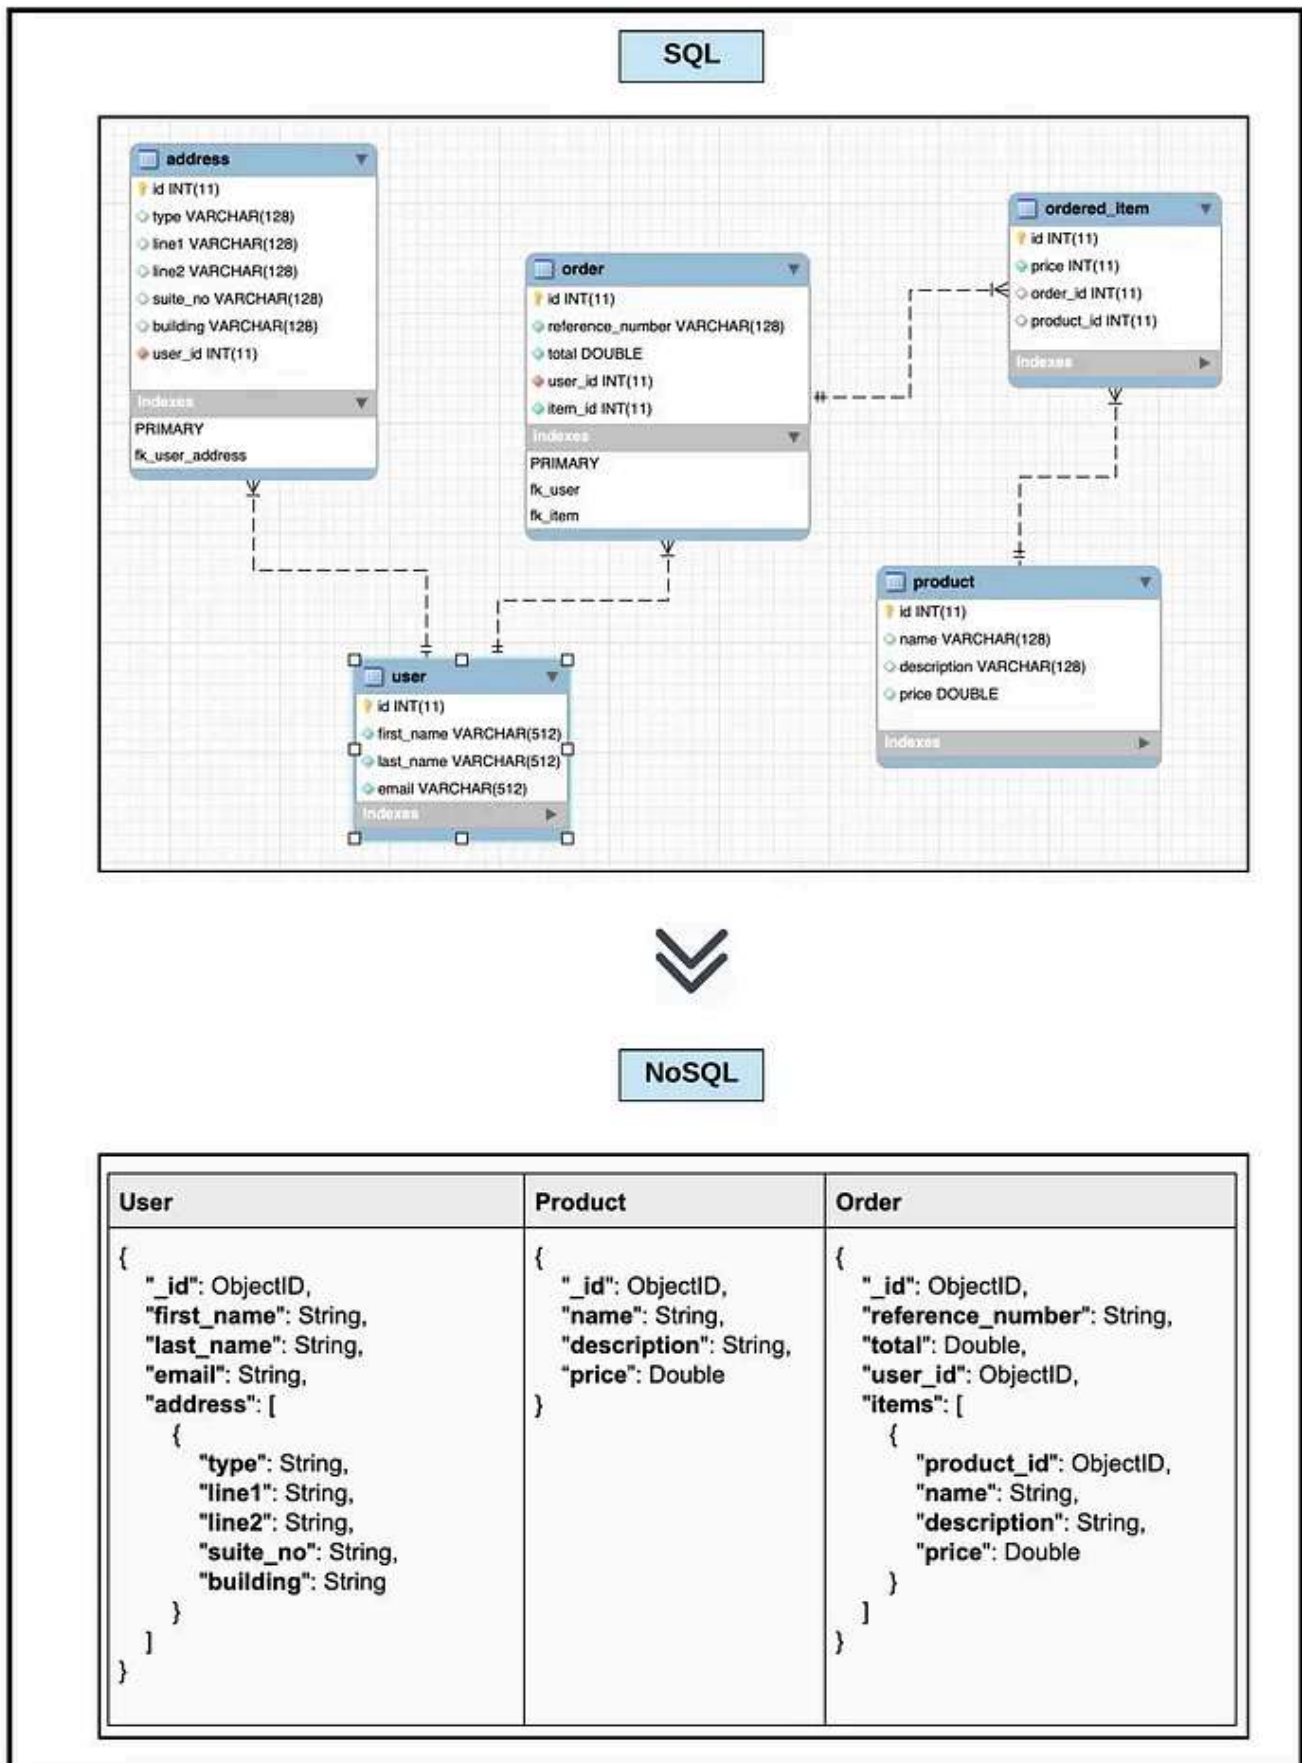 SQL
address
id INT(11)
type VARCHAR(128)
line1 VARCHAR(128)
line2 VARCHAR(128)
suite_no VARCHAR(128)
building VARCHAR(128)
user_id INT(11)
Indexes
PRIMARY
fk_user_address
order
id INT(11)
reference_number VARCHAR(128)
total DOUBLE
user_id INT(11)
item_id INT(11)
Indexes
PRIMARY
fk_user
fk_item
ordered_item
id INT(11)
price INT(11)
order_id INT(11)
product_id INT(11)
Indexes
user
id INT(11)
first_name VARCHAR(512)
last_name VARCHAR(512)
email VARCHAR(512)
Indexes
product
id INT(11)
name VARCHAR(128)
description VARCHAR(128)
price DOUBLE
Indexes
NoSQL
User
{
"_id": ObjectID,
"first_name": String,
"last_name": String,
"email": String,
"address": [
{
"type": String,
"line1": String,
"line2": String,
"suite_no": String,
"building": String
}
]
}
Product
{
"_id": ObjectID,
"name": String,
"description": String,
"price": Double
}
Order
{
"_id": ObjectID,
"reference_number": String,
"total": Double,
"user_id": ObjectID,
"items": [
{
"product_id": ObjectID,
"name": String,
"description": String,
"price": Double
}
]
}